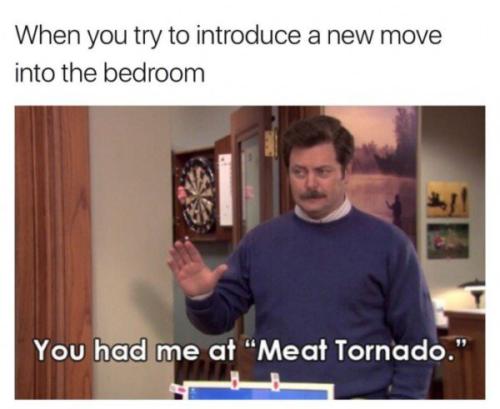 When you try to introduce a new move
into the bedroom
You had me at “Meat Tornado.”